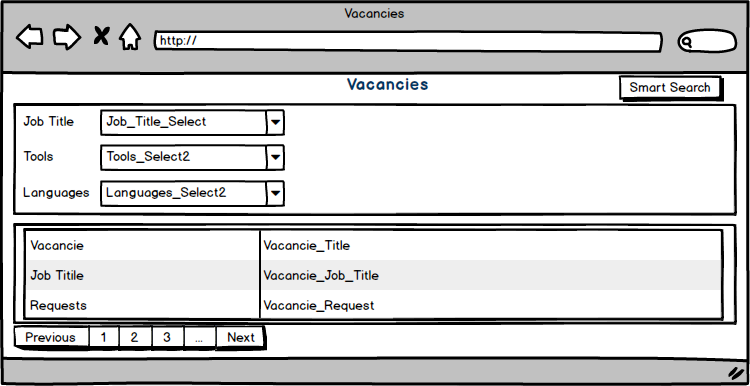 Vacancies
http://
Vacancies
Smart Search
Job Title Job_Title_Select
Tools Tools_Select2
Languages Languages_Select2
Vacancie Vacancie_Title
Job Titile Vacancie_Job_Title
Requests Vacancie_Request
Previous 1 2 3 ... Next